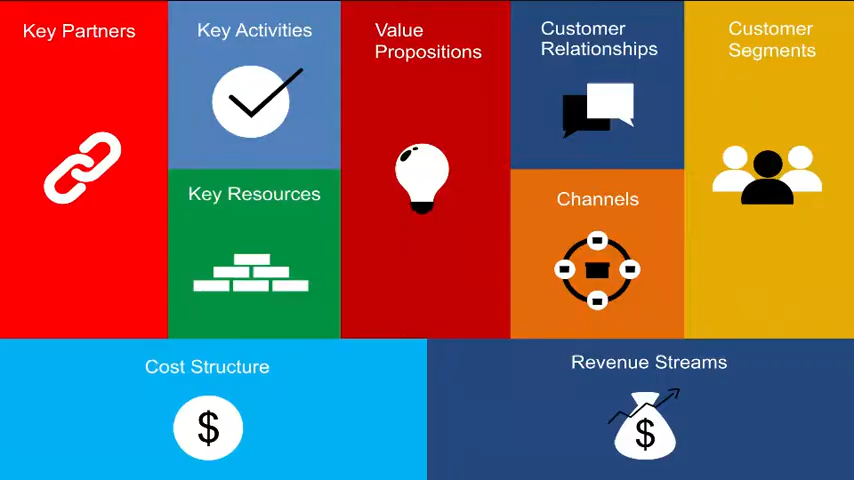 Key Partners
Key Activities
Value
Propositions
Customer
Relationships
Customer
Segments
Key Resources
Channels
Cost Structure
$
Revenue Streams
$